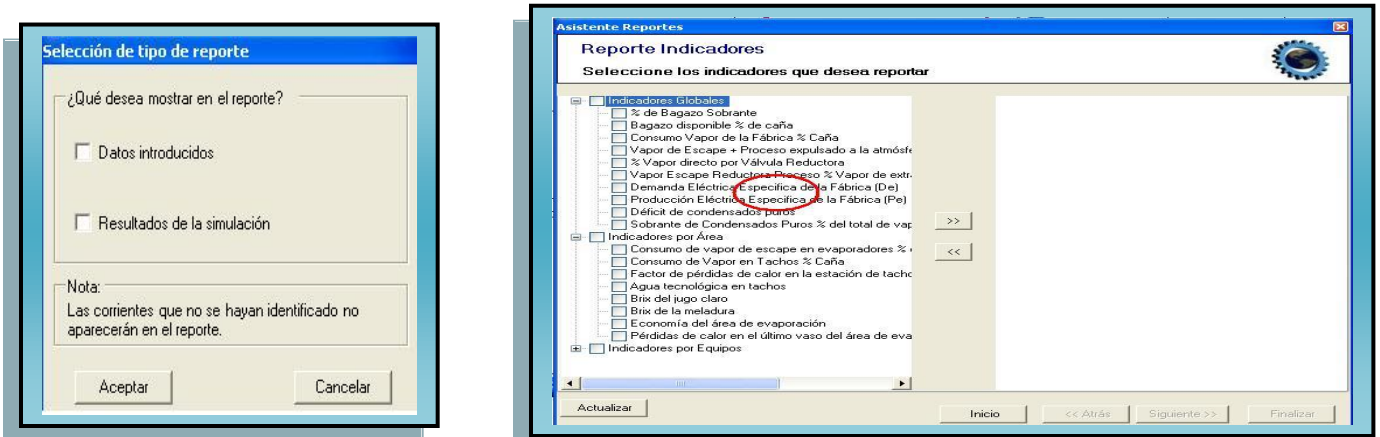 Selección de tipo de reporte
¿Qué desea mostrar en el reporte?
Datos introducidos
Resultados de la simulación
Nota:
Las corrientes que no se hayan identificado no
aparecerán en el reporte.
Aceptar
Cancelar
Asistente Reportes
Reporte Indicadores
Seleccione los indicadores que desea reportar
Indicadores Globales
% de Bagazo Sobrante
Bagazo disponible % de caña
Consumo Vapor de la Fábrica % Caña
Vapor de Escape + Proceso expulsado a la atmósfe
% Vapor directo por Válvula Reductora
Vapor Escape Reductora Proceso % Vapor de extr
Demanda Eléctrica Especifica de la Fábrica (De)
Producción Eléctrica Especifica de la Fábrica (Pe)
Déficit de condensados puros
Sobrante de Condensados Puros % del total de vap
Indicadores por Área
Consumo de vapor de escape en evaporadores %
Consumo de Vapor en Tachos % Caña
Factor de pérdidas de calor en la estación de tacho
Agua tecnológica en tachos
Brix del jugo claro
Brix de la meladura
Economía del área de evaporación
Pérdidas de calor en el último vaso del área de eva
Indicadores por Equipos
>>
<<
Actualizar
Inicio
<< Atrás
Siguiente >>
Finalizar